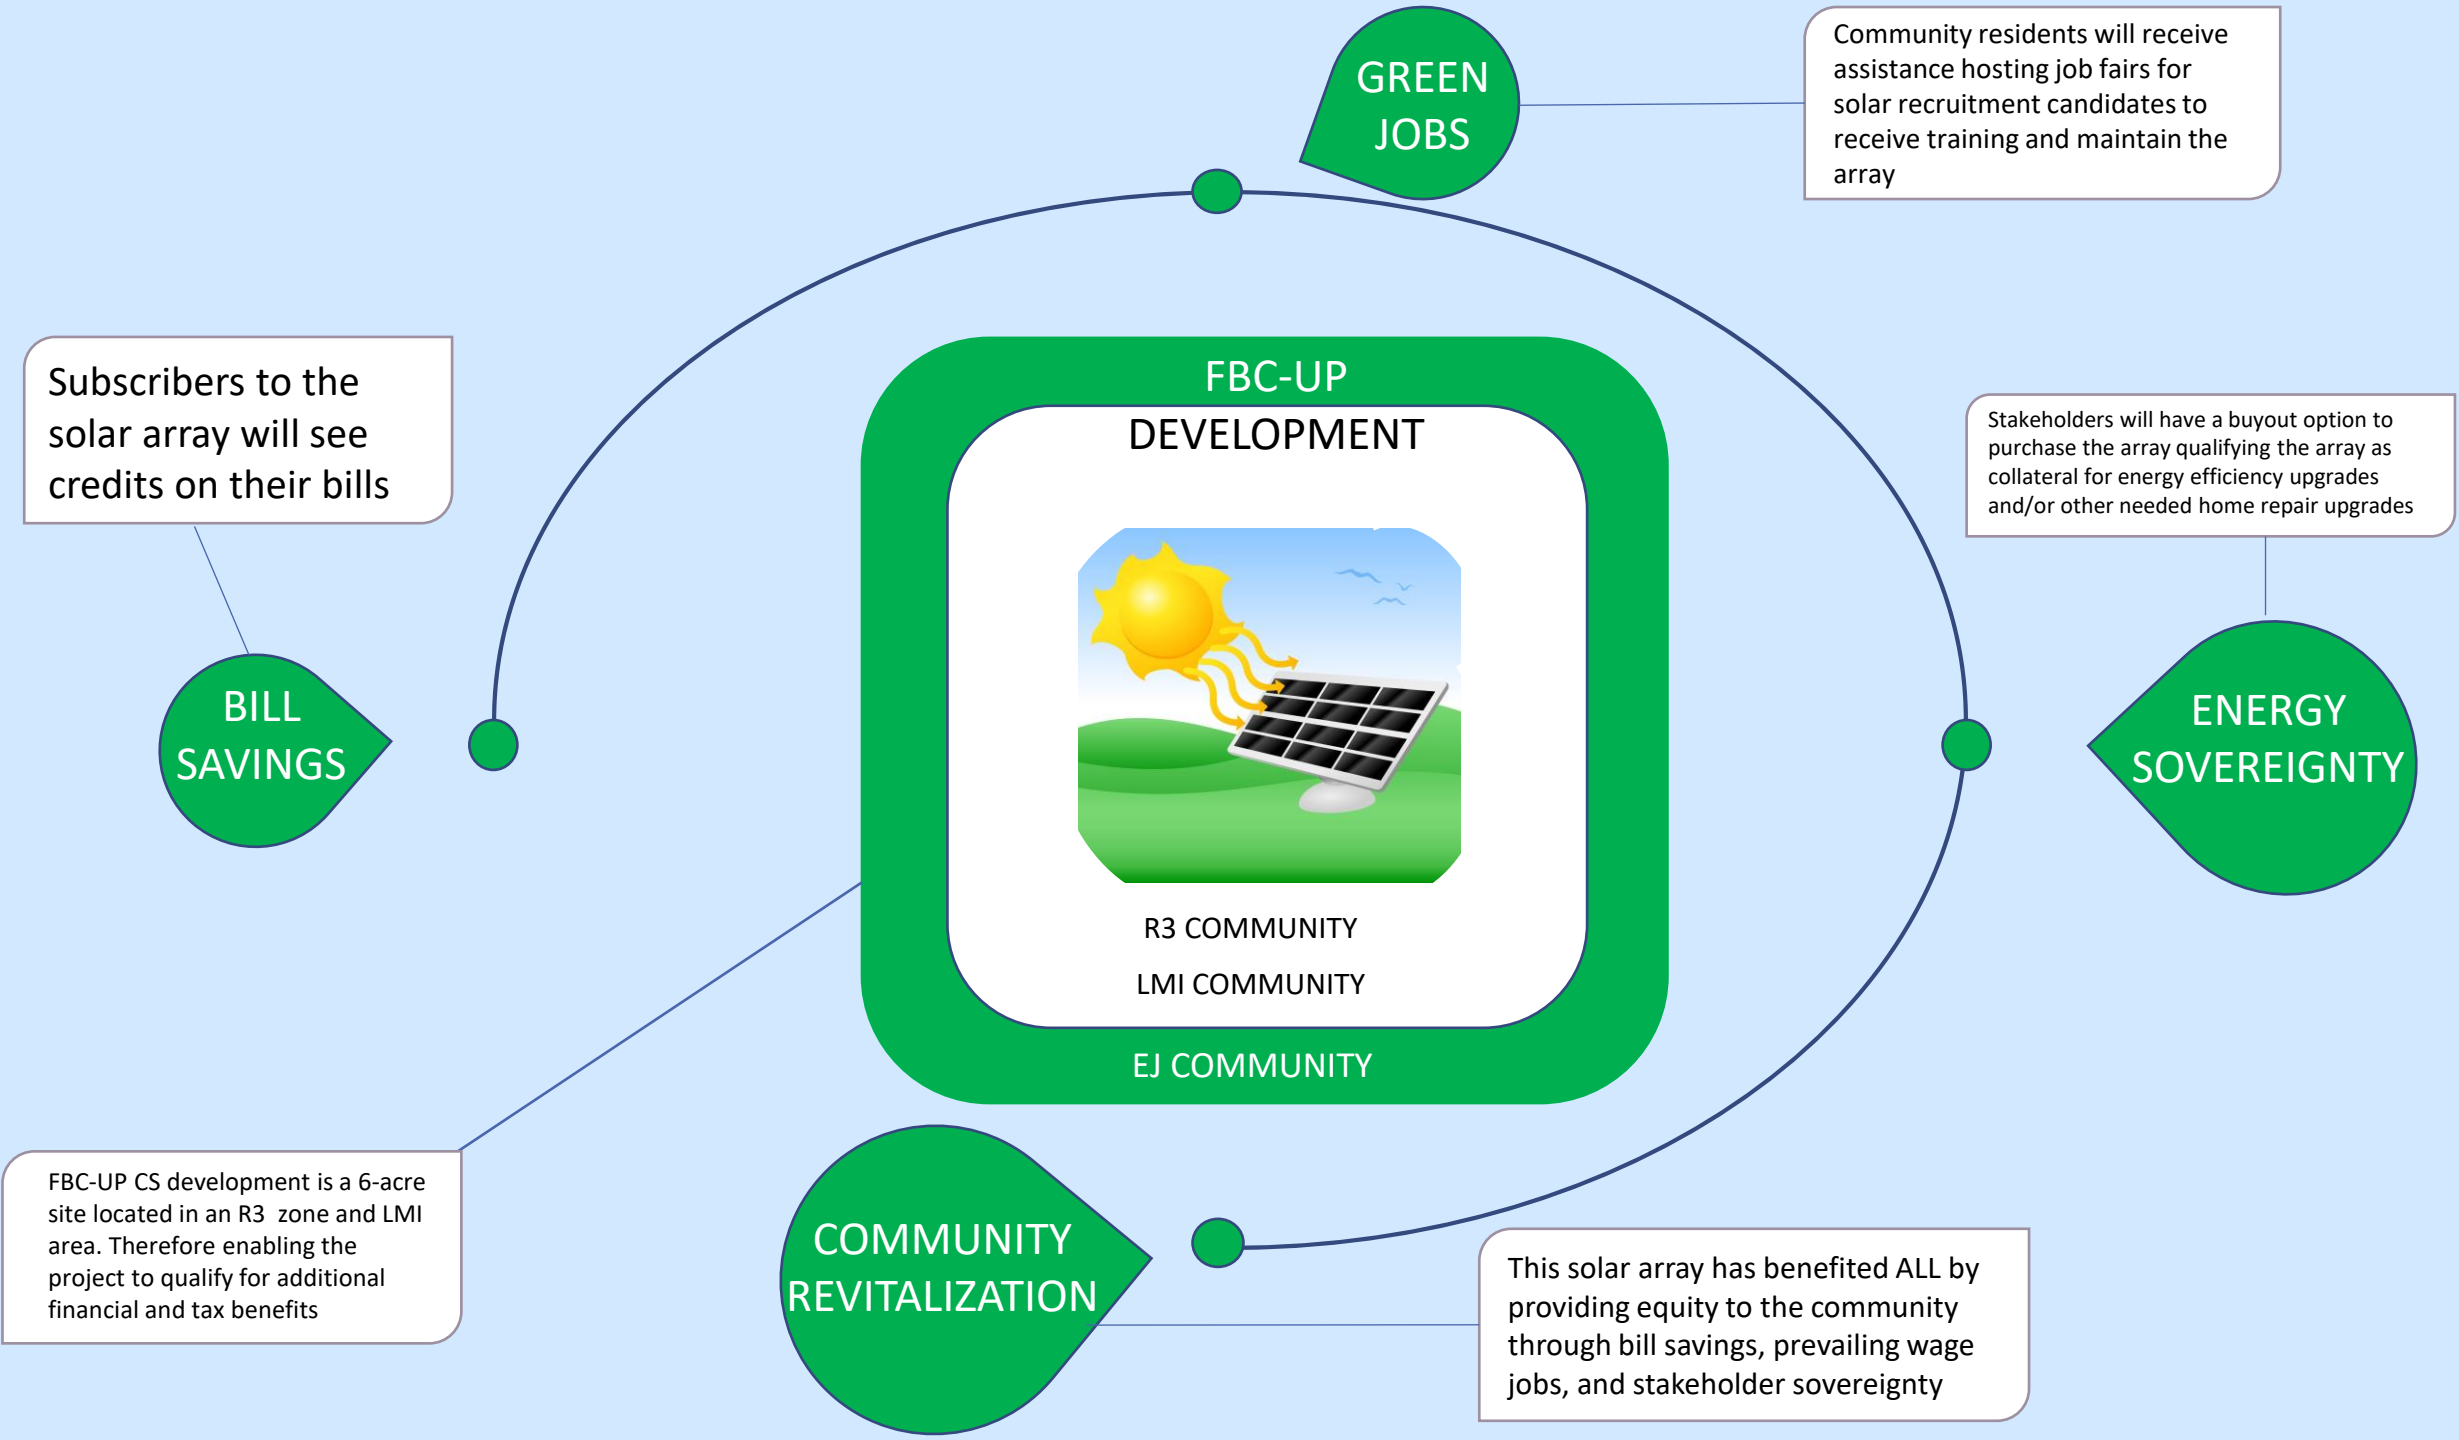 GREEN
JOBS
Community residents will receive
assistance hosting job fairs for
solar recruitment candidates to
receive training and maintain the
array
Subscribers to the
solar array will see
credits on their bills
BILL
SAVINGS
FBC-UP
DEVELOPMENT
R3 COMMUNITY
LMI COMMUNITY
EJ COMMUNITY
Stakeholders will have a buyout option to
purchase the array qualifying the array as
collateral for energy efficiency upgrades
and/or other needed home repair upgrades
ENERGY
SOVEREIGNTY
FBC-UP CS development is a 6-acre
site located in an R3  zone and LMI
area. Therefore enabling the
project to qualify for additional
financial and tax benefits
COMMUNITY
REVITALIZATION
This solar array has benefited ALL by
providing equity to the community
through bill savings, prevailing wage
jobs, and stakeholder sovereignty